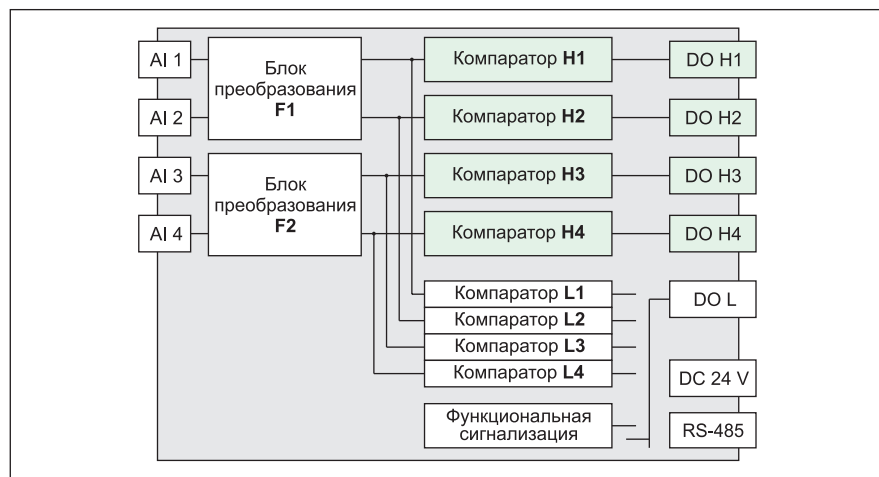 AI 1
Блок
преобразования
F1
Компаратор H1
DO H1
AI 2
Компаратор H2
DO H2
AI 3
Блок
преобразования
F2
Компаратор H3
DO H3
AI 4
Компаратор H4
DO H4
Компаратор L1
DO L
Компаратор L2
Компаратор L3
Компаратор L4
DC 24 V
Функциональная
сигнализация
RS-485